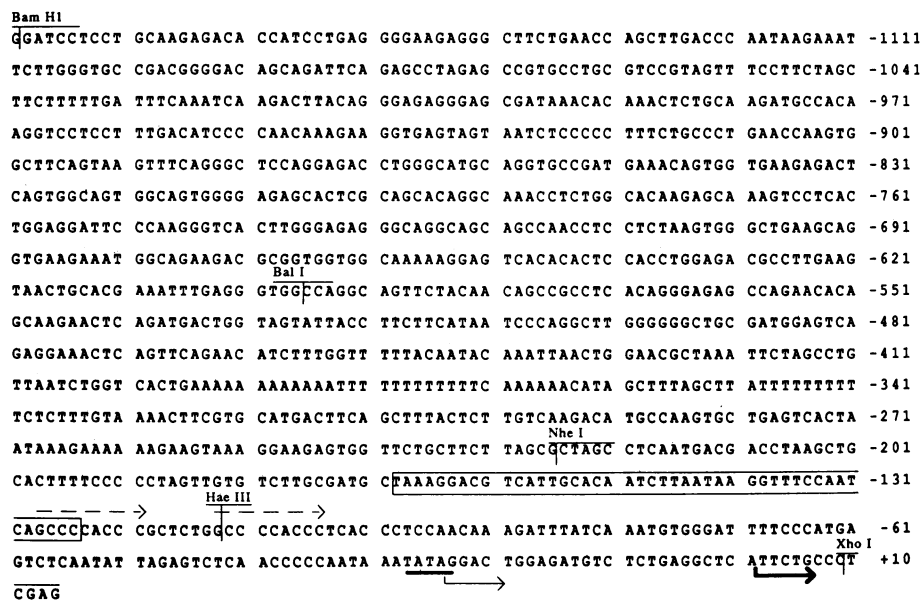 Bam H1
GGATCCTCCT GCAAGAGACA CCATCCTGAG GGGAAGAGGG CTTCTGAACC AGCTTGACCC AATAAGAAAT -1111
TCTTGGGTGCC GACGGGGACA AGCAGATTCA GAGCCTAGAG CCGTGCCTGC GTCCGTAGTT TCCTTCTAGC -1041
TTCTTTTTGA TTTCAAATCA AGACTTACAG GGAGAGGGAG CGATAAACAC AAACTCTGCA AGATGCCACA -971
AGGTCCTCCT TTGACATCCC CAACAAAGAA GGTGAGTAGT AATCTCCCCC TTTCTGCCCT GAACCAAGTG -901
GCTTCAGTAA GTTTCAGGGC TCCAGGAGAC CTGGGCATGC AGGTGCCGAT GAAACAGTGG TGAAGAGACT -831
CAGTGGCAGT GGCAGTGGGG AGAGCACTCG CAGCACAGGC AAACCTCTGG CACAAGAGCA AAGTCCTCAC -761
TGGAGGATTC CCAAGGGTCA CTTGGGAGAG GGCAGGCAGC AGCCAACCTC CTCTAAGTGG GCTGAAGCAG -691
GTGAAGAAAT GGCAGAAGAC GCGGTGGTGG CAAAAAGGAG TCACACACTC CACCTGGAGA CGCCTTGAAG -621
Bal I
TAACTGCACG AAATTTGAGG GTGGCCAGGC AGTTCTACAA CAGCCGCCTC ACAGGGAGAG CCAGAACACA -551
GCAAGAACTC AGATGACTGG TAGTATTACC TTCTTCATAA TCCCAGGCTT GGGGGGCTGC GATGGAGTCA -481
GAGGAAACTC AGTTCAGAAC ATCTTTGGTT TTTACAATAC AAATTAACTG GAACGCTAAA TTCTAGCCTG -411
TTAATCTGGT CACTGAAAAA AAAAAAATTT TTTTTTTTTC AAAAAACATA GCTTTAGCTT ATTTTTTTTT -341
TCTCTTTGTA AAACTTCGTG CATGACTTCA GCTTTACTCT TGTCAAGACA TGCCAAGTGC TGAGTCACTA -271
Nhe I
ATAAAGAAAA AAGAAGTAAA GGAAGAGTGG TTCTGCTTCT TAGCGCTAGC CTCAATGACG ACCTAAGCTG -201
CACTTTTCCC CCTAGTTGTG TCTTGCGATG CTAAAGGACG TCATTGCACA ATCTTAATAA GGTTTCCAAT -131
Hae III
CAGCCCCACC CGCTCTGGCC CCACCCTCAC CCTCCAACAA AGATTTATCA AATGTGGGAT TTTCCCATGA -61
Xho I
GTCTCAATAT TAGAGTCTCA ACCCCCAATA AATATAGGAC TGGAGATGTC TCTGAGGCTC ATTCTGCCCT +10
CGAG